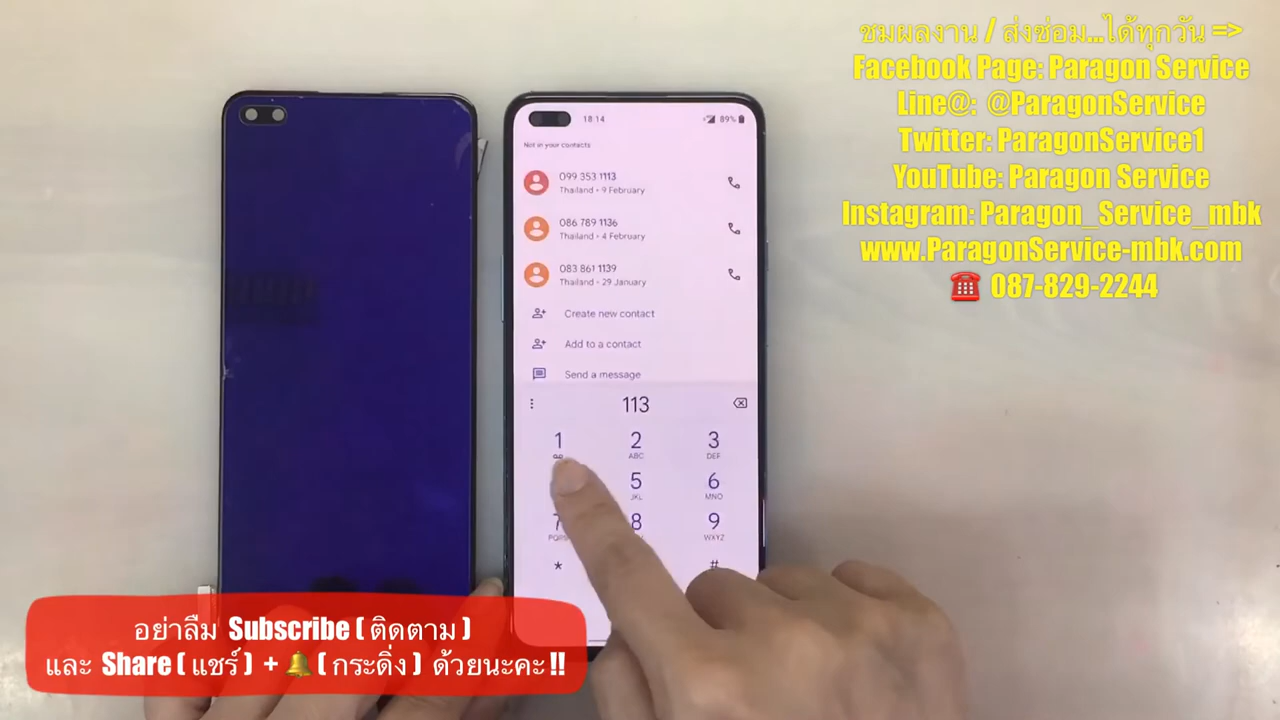 ชมผลงาน / ส่งซ่อม...ได้ทุกวัน =>
Facebook Page: Paragon Service
Line@: @ParagonService
Twitter: ParagonService1
YouTube: Paragon Service
Instagram: Paragon_Service_mbk
www.ParagonService-mbk.com
☎️ 087-829-2244
18:14
89%
Not in your contacts
099 353 1113
Thailand • 9 February
086 789 1136
Thailand • 4 February
083 861 1139
Thailand • 29 January
Create new contact
Add to a contact
Send a message
113
1 2 3
ABC DEF
5 6
JKL MNO
7 8 9
PQRS WXYZ
* #
อย่าลืม Subscribe ( ติดตาม )
และ Share ( แชร์ ) + 🔔 ( กระดิ่ง ) ด้วยนะคะ !!